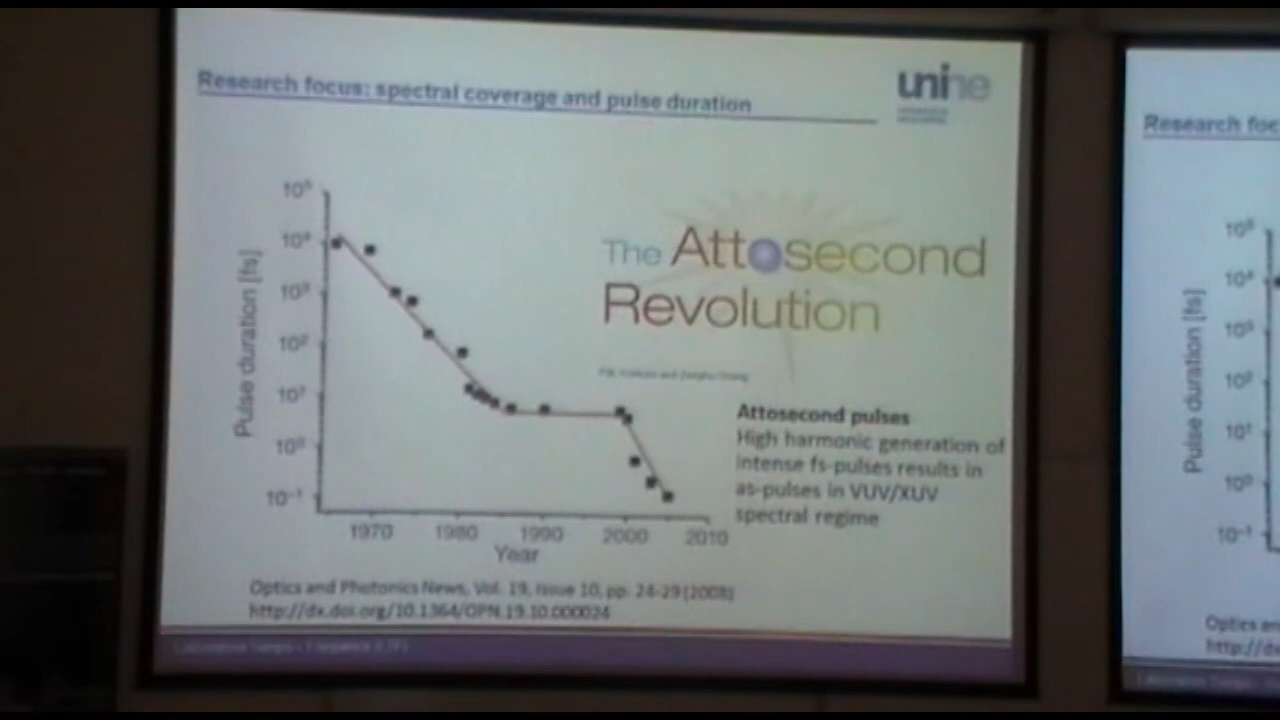 Research focus: spectral coverage and pulse duration
unine
10⁵
10⁴
10³
10²
10¹
10⁰
10⁻¹
Pulse duration [fs]
1970 1980 1990 2000 2010
Year
The Attosecond
Revolution
Attosecond pulses
High harmonic generation of
intense fs-pulses results in
as-pulses in VUV/XUV
spectral regime
Optics and Photonics News, Vol. 19, Issue 10, pp. 24-29 (2008)
http://dx.doi.org/10.1364/OPN.19.10.000024
Research foc
10⁵
10⁴
10³
10²
10¹
10⁰
10⁻¹
Pulse duration [fs]
Optics an
http://dx